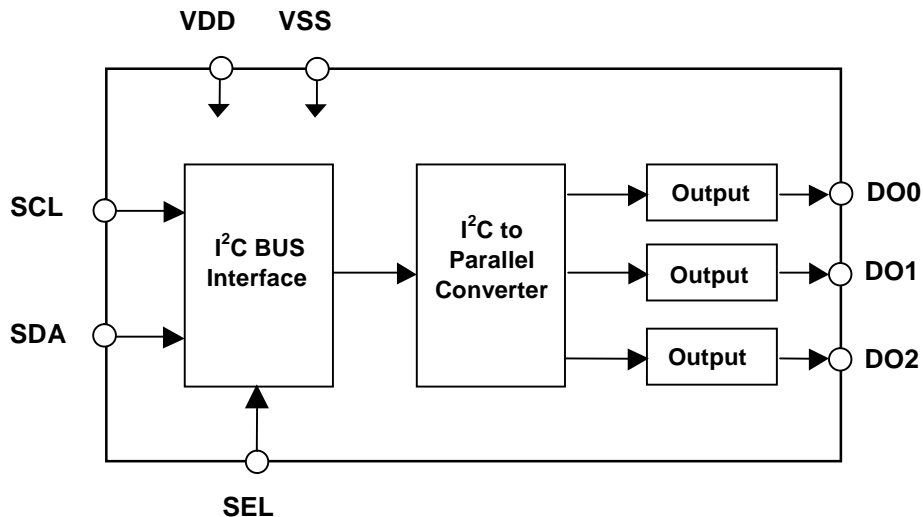 VDD VSS
SCL
SDA
I²C BUS
Interface
I²C to
Parallel
Converter
Output
Output
Output
DO0
DO1
DO2
SEL